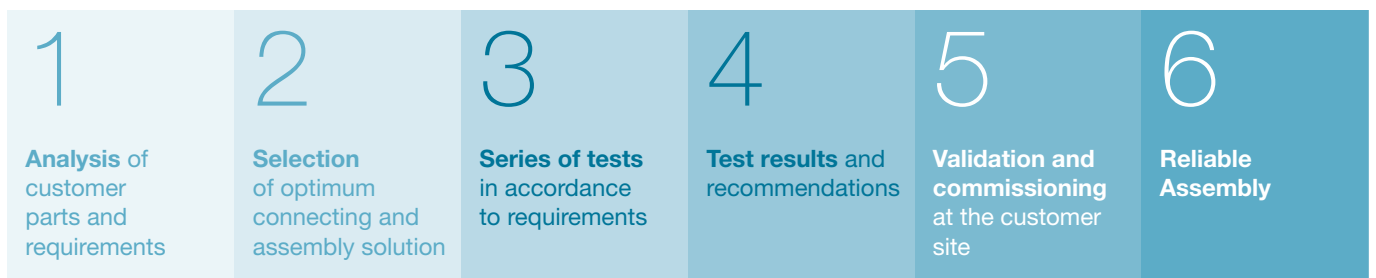 1
Analysis of
customer
parts and
requirements
2
Selection
of optimum
connecting and
assembly solution
3
Series of tests
in accordance
to requirements
4
Test results and
recommendations
5
Validation and
commissioning
at the customer
site
6
Reliable
Assembly